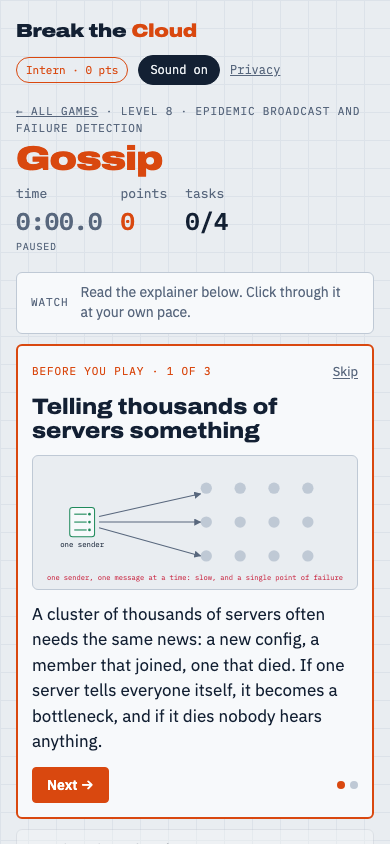 Break the Cloud
Intern · 0 pts
Sound on
Privacy
← ALL GAMES · LEVEL 8 · EPIDEMIC BROADCAST AND
FAILURE DETECTION
Gossip
time points tasks
0:00.0 0 0/4
PAUSED
WATCH
Read the explainer below. Click through it
at your own pace.
BEFORE YOU PLAY · 1 OF 3
Skip
Telling thousands of
servers something
one sender
one sender, one message at a time: slow, and a single point of failure
A cluster of thousands of servers often
needs the same news: a new config, a
member that joined, one that died. If one
server tells everyone itself, it becomes a
bottleneck, and if it dies nobody hears
anything.
Next →